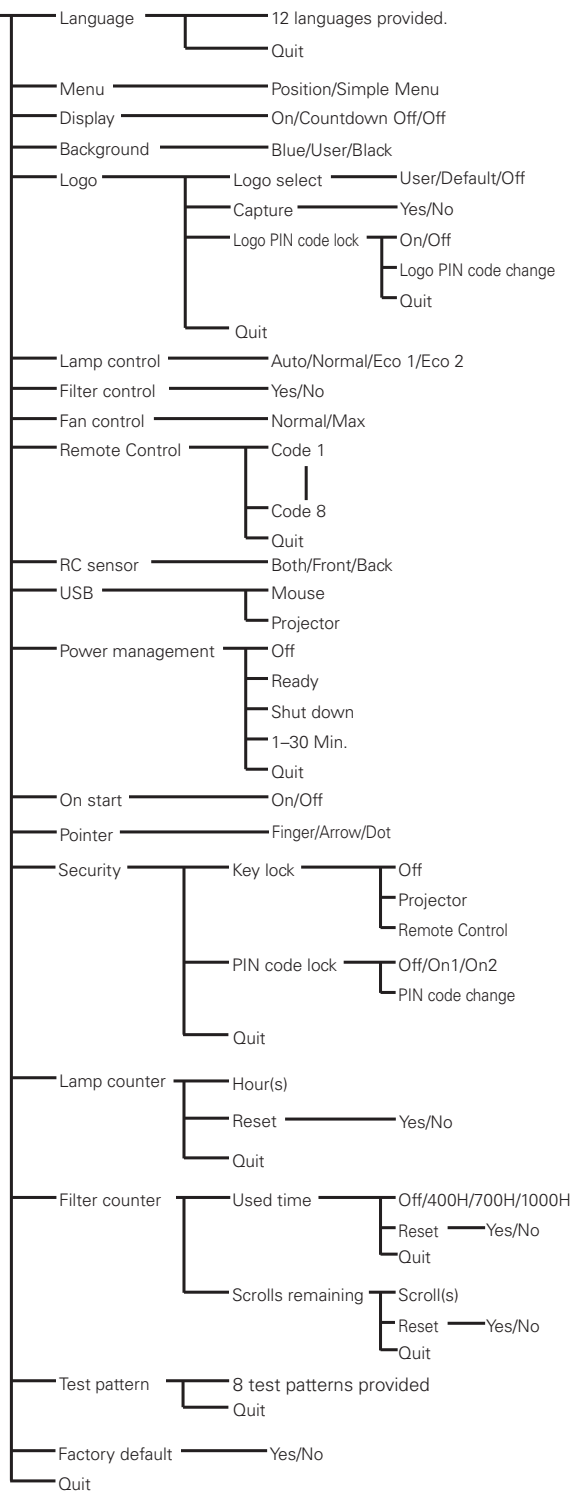 Language 12 languages provided.
Quit
Menu Position/Simple Menu
Display On/Countdown Off/Off
Background Blue/User/Black
Logo Logo select User/Default/Off
Capture Yes/No
Logo PIN code lock On/Off
Logo PIN code change
Quit
Quit
Lamp control Auto/Normal/Eco 1/Eco 2
Filter control Yes/No
Fan control Normal/Max
Remote Control Code 1
Code 8
Quit
RC sensor Both/Front/Back
USB Mouse
Projector
Power management Off
Ready
Shut down
1–30 Min.
Quit
On start On/Off
Pointer Finger/Arrow/Dot
Security Key lock Off
Projector
Remote Control
PIN code lock Off/On1/On2
PIN code change
Quit
Lamp counter Hour(s)
Reset Yes/No
Quit
Filter counter Used time Off/400H/700H/1000H
Reset Yes/No
Quit
Scrolls remaining Scroll(s)
Reset Yes/No
Quit
Test pattern 8 test patterns provided
Quit
Factory default Yes/No
Quit